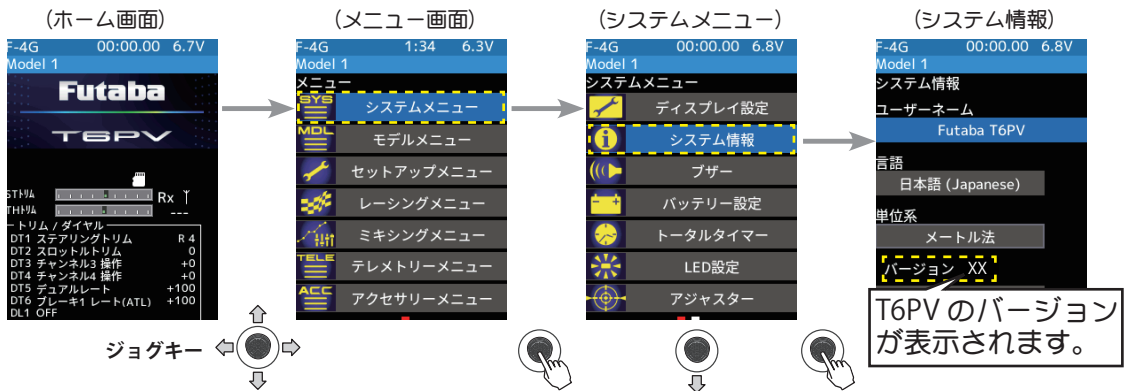 (ホーム画面)
F-4G 00:00.00 6.7V
Model 1
Futaba
T6PV
STトリム
THトリム
Rx
---
トリム / ダイヤル
DT1 ステアリングトリム R 4
DT2 スロットルトリム 0
DT3 チャンネル3 操作 +0
DT4 チャンネル4 操作 +0
DT5 デュアルレート +100
DT6 ブレーキ1 レート(ATL) +100
DL1 OFF
ジョグキー
(メニュー画面)
F-4G 1:34 6.3V
Model 1
メニュー
SYS システムメニュー
MDL モデルメニュー
セットアップメニュー
レーシングメニュー
ミキシングメニュー
TELE テレメトリーメニュー
ACC アクセサリーメニュー
(システムメニュー)
F-4G 00:00.00 6.8V
Model 1
システムメニュー
ディスプレイ設定
システム情報
ブザー
バッテリー設定
トータルタイマー
LED設定
アジャスター
(システム情報)
F-4G 00:00.00 6.8V
Model 1
システム情報
ユーザーネーム
Futaba T6PV
言語
日本語 (Japanese)
単位系
メートル法
バージョン XX
T6PV のバージョン
が表示されます。